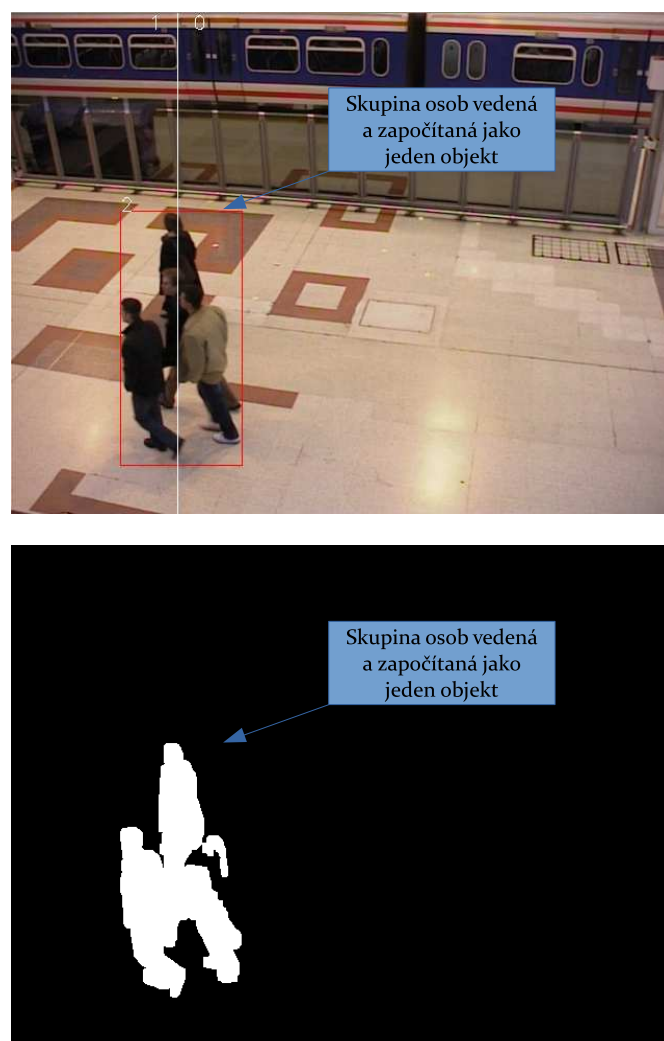 1 0
Skupina osob vedená
a započítaná jako
jeden objekt
2
Skupina osob vedená
a započítaná jako
jeden objekt